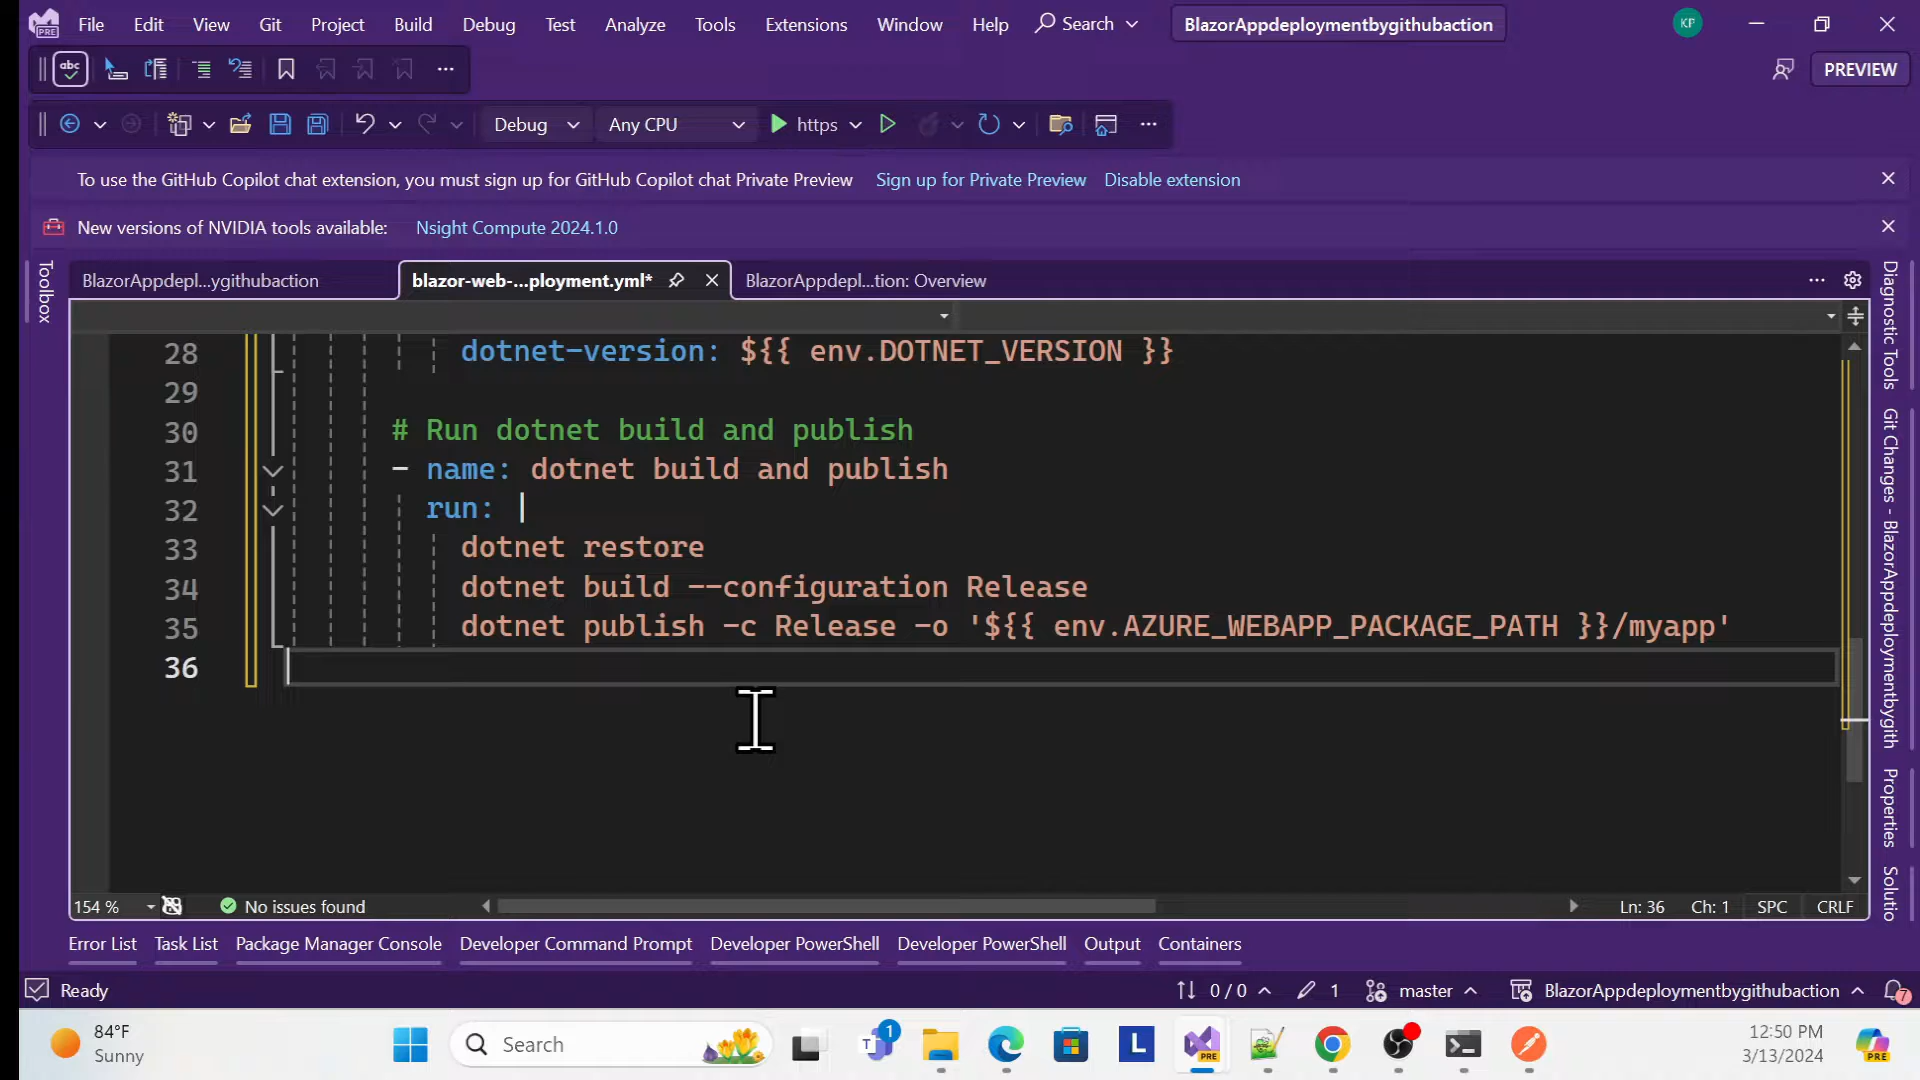 File Edit View Git Project Build Debug Test Analyze Tools Extensions Window Help Search BlazorAppdeploymentbygithubaction KP
abc PREVIEW
Debug Any CPU https
To use the GitHub Copilot chat extension, you must sign up for GitHub Copilot chat Private Preview Sign up for Private Preview Disable extension
New versions of NVIDIA tools available: Nsight Compute 2024.1.0
Toolbox
BlazorAppdepl...ygithubaction blazor-web-...ployment.yml* BlazorAppdepl...tion: Overview
28 dotnet-version: ${{ env.DOTNET_VERSION }}
29
30 # Run dotnet build and publish
31 - name: dotnet build and publish
32 run: |
33 dotnet restore
34 dotnet build --configuration Release
35 dotnet publish -c Release -o '${{ env.AZURE_WEBAPP_PACKAGE_PATH }}/myapp'
36
Diagnostic Tools
Git Changes - BlazorAppdeploymentbygith
Properties
Solutio
154 % No issues found Ln: 36 Ch: 1 SPC CRLF
Error List Task List Package Manager Console Developer Command Prompt Developer PowerShell Developer PowerShell Output Containers
Ready 0 / 0 1 master BlazorAppdeploymentbygithubaction 7
84°F
Sunny
Search
1
L
PRE
12:50 PM
3/13/2024
PRE